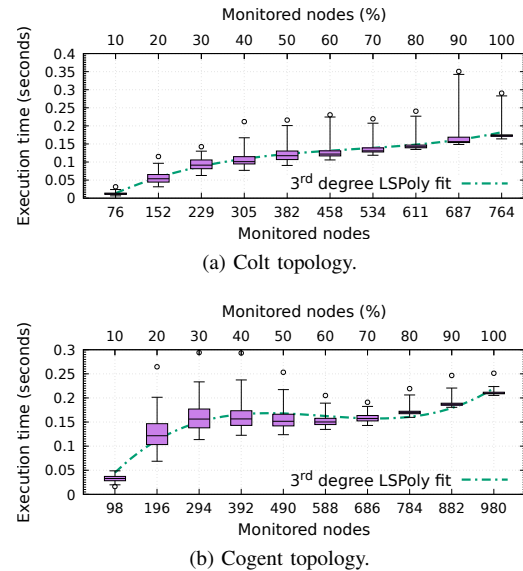 Monitored nodes (%)
10 20 30 40 50 60 70 80 90 100
Execution time (seconds)
0.4
0.35
0.3
0.25
0.2
0.15
0.1
0.05
0
3rd degree LSPoly fit
76 152 229 305 382 458 534 611 687 764
Monitored nodes
(a) Colt topology.
Monitored nodes (%)
10 20 30 40 50 60 70 80 90 100
Execution time (seconds)
0.3
0.25
0.2
0.15
0.1
0.05
0
3rd degree LSPoly fit
98 196 294 392 490 588 686 784 882 980
Monitored nodes
(b) Cogent topology.